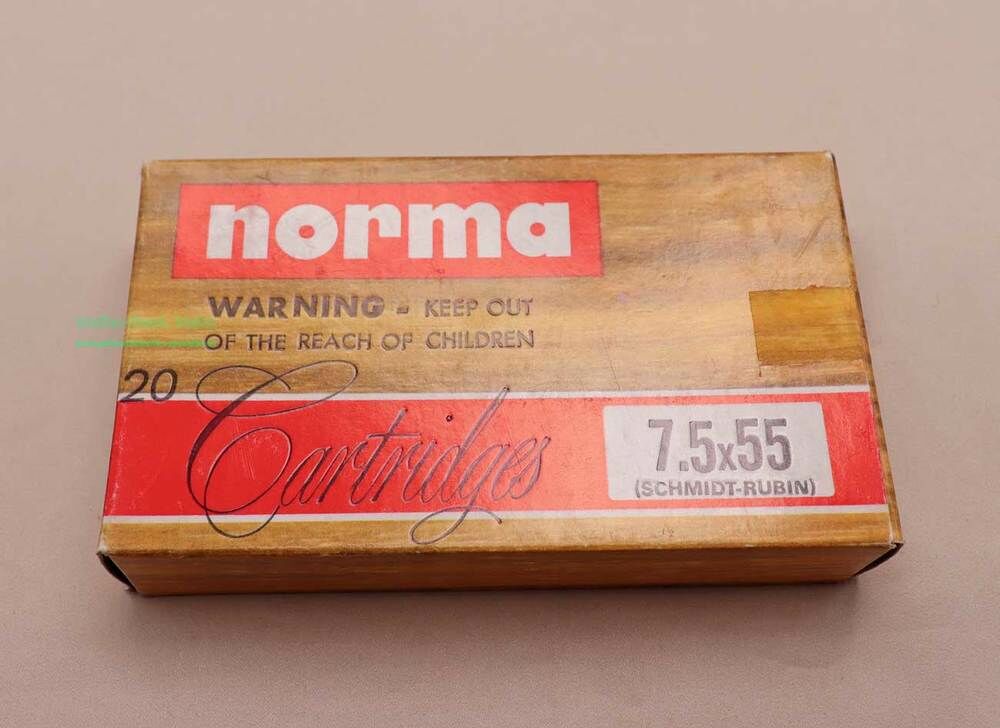 norma
WARNING - KEEP OUT
OF THE REACH OF CHILDREN
20
Cartridges
7.5x55
(SCHMIDT-RUBIN)